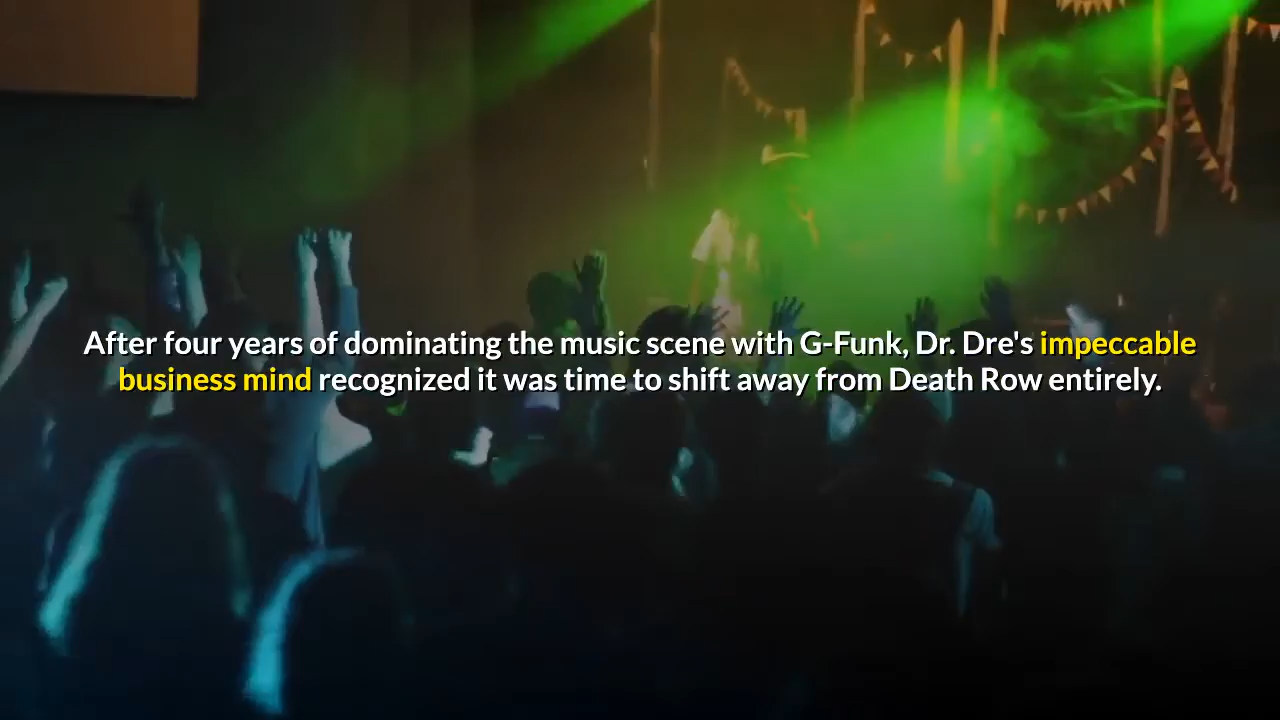 After four years of dominating the music scene with G-Funk, Dr. Dre's impeccable
business mind recognized it was time to shift away from Death Row entirely.